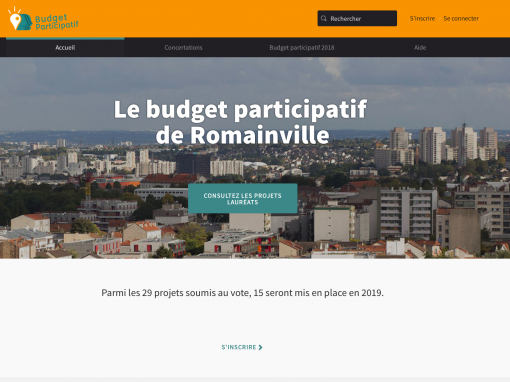 Budget
Participatif
Rechercher
S'inscrire
Se connecter
Accueil
Concertations
Budget participatif 2018
Aide
Le budget participatif
de Romainville
CONSULTEZ LES PROJETS
LAURÉATS
Parmi les 29 projets soumis au vote, 15 seront mis en place en 2019.
S'INSCRIRE